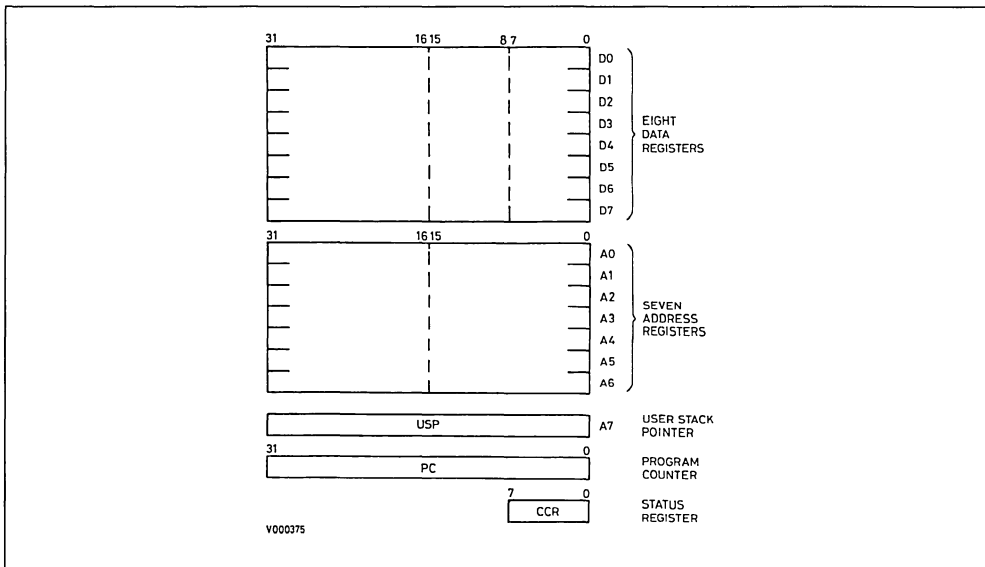 31 16 15 8 7 0
D0
D1
D2
D3
D4
D5
D6
D7
EIGHT
DATA
REGISTERS
31 16 15 0
A0
A1
A2
A3
A4
A5
A6
SEVEN
ADDRESS
REGISTERS
USP A7 USER STACK
POINTER
31 0
PC PROGRAM
COUNTER
7 0
CCR STATUS
REGISTER
V000375